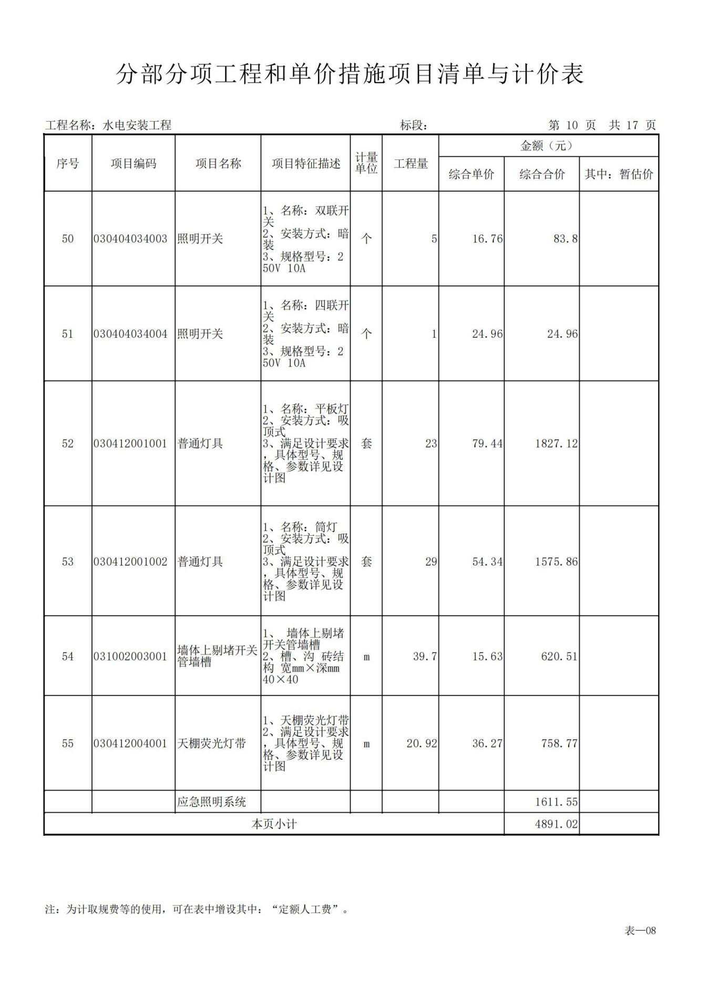 分部分项工程和单价措施项目清单与计价表
工程名称：水电安装工程 标段： 第 10 页 共 17 页
序号 项目编码 项目名称 项目特征描述 计量单位 工程量 金额（元）
综合单价 综合合价 其中：暂估价
50 030404034003 照明开关
1、名称：双联开
关
2、安装方式：暗
装
3、规格型号：2
50V 10A
个 5 16.76 83.8
51 030404034004 照明开关
1、名称：四联开
关
2、安装方式：暗
装
3、规格型号：2
50V 10A
个 1 24.96 24.96
52 030412001001 普通灯具
1、名称：平板灯
2、安装方式：吸
顶式
3、满足设计要求
，具体型号、规
格、参数详见设
计图
套 23 79.44 1827.12
53 030412001002 普通灯具
1、名称：筒灯
2、安装方式：吸
顶式
3、满足设计要求
，具体型号、规
格、参数详见设
计图
套 29 54.34 1575.86
54 031002003001
墙体上剔堵开关
管墙槽
1、 墙体上剔堵
开关管墙槽
2、槽、沟 砖结
构 宽mm×深mm
40×40
m 39.7 15.63 620.51
55 030412004001 天棚荧光灯带
1、天棚荧光灯带
2、满足设计要求
，具体型号、规
格、参数详见设
计图
m 20.92 36.27 758.77
应急照明系统 1611.55
本页小计 4891.02
注：为计取规费等的使用，可在表中增设其中：“定额人工费”。
表—08